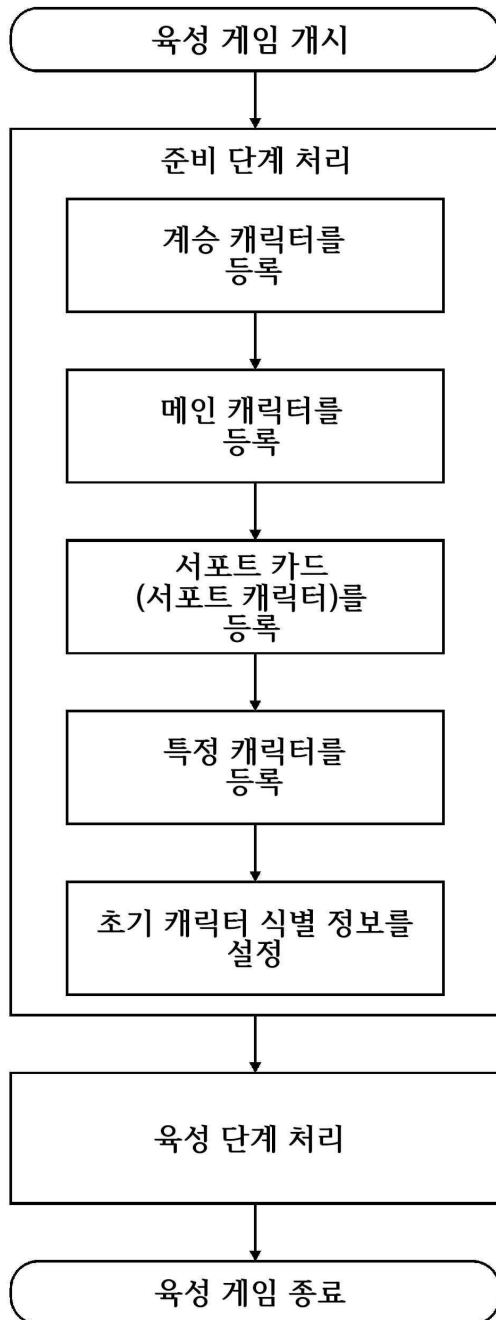 육성 게임 개시
준비 단계 처리
계승 캐릭터를
등록
메인 캐릭터를
등록
서포트 카드
(서포트 캐릭터)를
등록
특정 캐릭터를
등록
초기 캐릭터 식별 정보를
설정
육성 단계 처리
육성 게임 종료